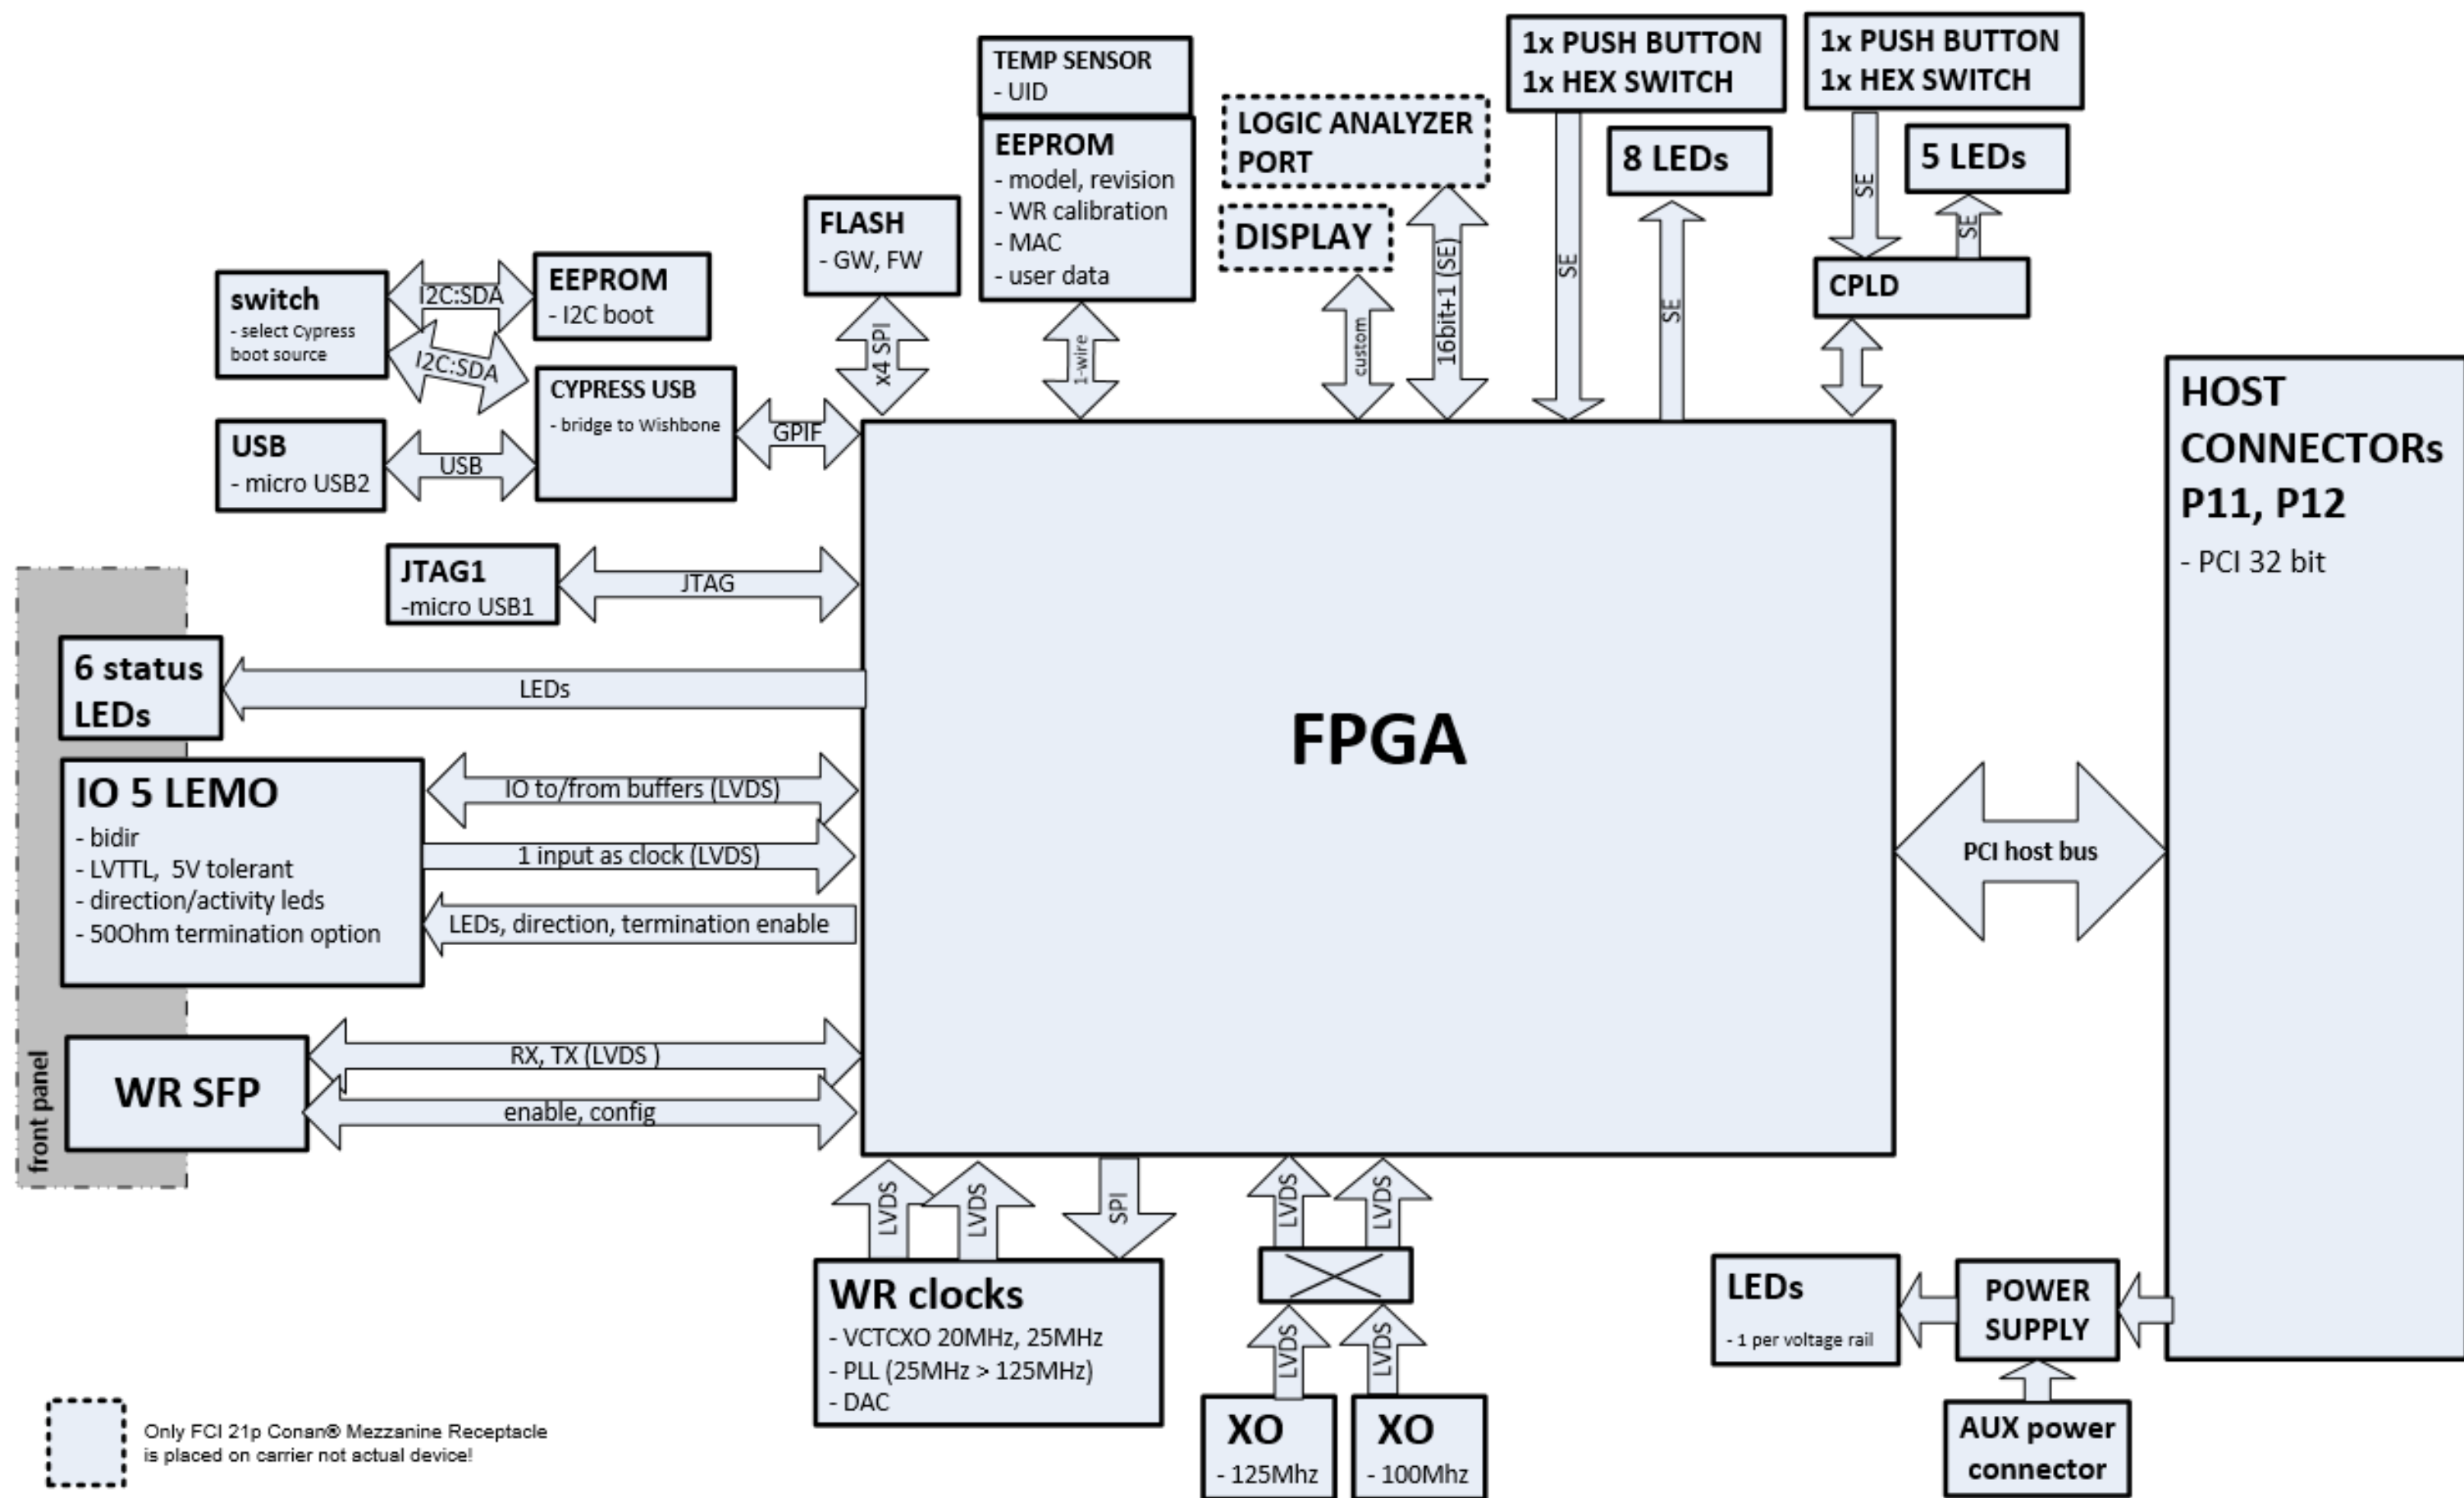 TEMP SENSOR
- UID
EEPROM
- model, revision
- WR calibration
- MAC
- user data
1-wire
LOGIC ANALYZER
PORT
16bit+1 (SE)
DISPLAY
custom
1x PUSH BUTTON
1x HEX SWITCH
SE
8 LEDs
SE
1x PUSH BUTTON
1x HEX SWITCH
SE
5 LEDs
SE
CPLD
FLASH
- GW, FW
x4 SPI
switch
- select Cypress
boot source
I2C:SDA
EEPROM
- I2C boot
I2C:SDA
CYPRESS USB
- bridge to Wishbone
GPIF
USB
- micro USB2
USB
JTAG1
-micro USB1
JTAG
6 status
LEDs
LEDs
IO 5 LEMO
- bidir
- LVTTL,  5V tolerant
- direction/activity leds
- 50Ohm termination option
IO to/from buffers (LVDS)
1 input as clock (LVDS)
LEDs, direction, termination enable
front panel
WR SFP
RX, TX (LVDS )
enable, config
FPGA
PCI host bus
HOST
CONNECTORs
P11, P12
- PCI 32 bit
LVDS
LVDS
SPI
WR clocks
- VCTCXO 20MHz, 25MHz
- PLL (25MHz > 125MHz)
- DAC
LVDS
LVDS
LVDS
LVDS
XO
- 125Mhz
XO
- 100Mhz
LEDs
- 1 per voltage rail
POWER
SUPPLY
AUX power
connector
Only FCI 21p Conan® Mezzanine Receptacle
is placed on carrier not actual device!